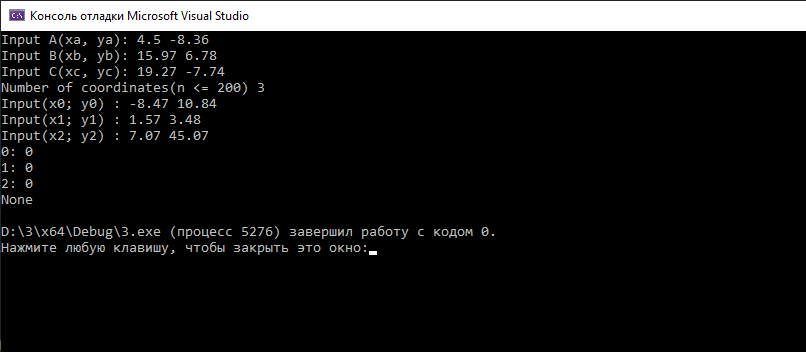 C:\ Консоль отладки Microsoft Visual Studio
Input A(xa, ya): 4.5 -8.36
Input B(xb, yb): 15.97 6.78
Input C(xc, yc): 19.27 -7.74
Number of coordinates(n <= 200) 3
Input(x0; y0) : -8.47 10.84
Input(x1; y1) : 1.57 3.48
Input(x2; y2) : 7.07 45.07
0: 0
1: 0
2: 0
None
D:\3\x64\Debug\3.exe (процесс 5276) завершил работу с кодом 0.
Нажмите любую клавишу, чтобы закрыть это окно: